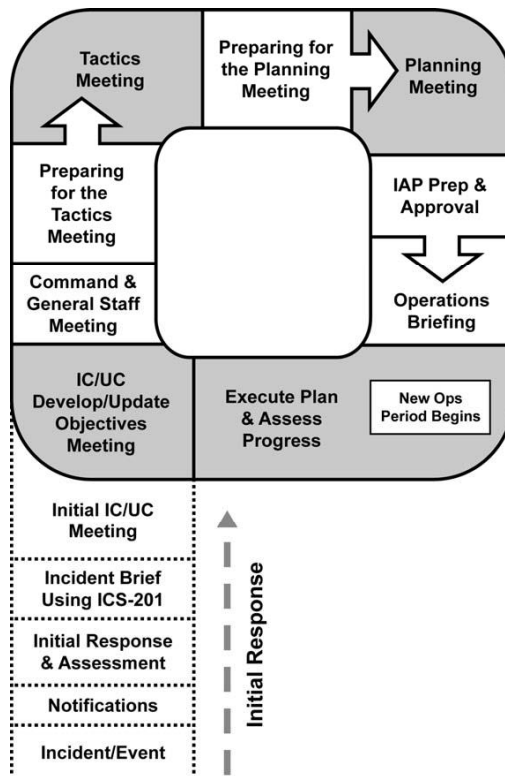 Tactics
Meeting
Preparing for
the Planning
Meeting
Planning
Meeting
Preparing
for the
Tactics
Meeting
IAP Prep &
Approval
Command &
General Staff
Meeting
Operations
Briefing
IC/UC
Develop/Update
Objectives
Meeting
Execute Plan
& Assess
Progress
New Ops
Period Begins
Initial IC/UC
Meeting
Incident Brief
Using ICS-201
Initial Response
& Assessment
Notifications
Incident/Event
Initial Response